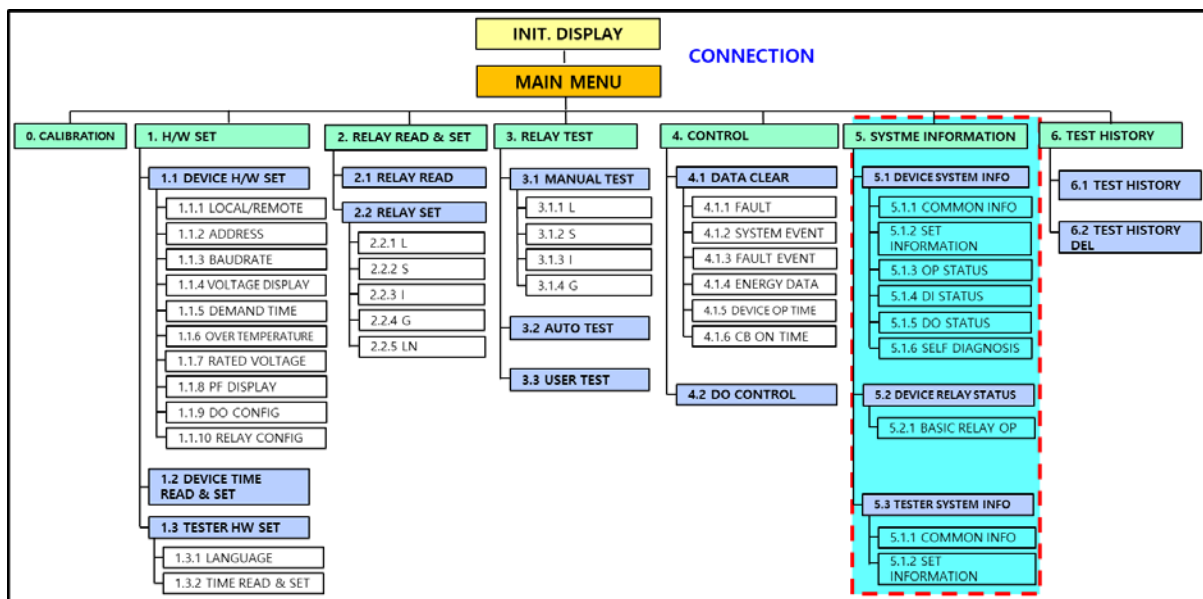 INIT. DISPLAY
CONNECTION
MAIN MENU
0. CALIBRATION
1. H/W SET
1.1 DEVICE H/W SET
1.1.1 LOCAL/REMOTE
1.1.2 ADDRESS
1.1.3 BAUDRATE
1.1.4 VOLTAGE DISPLAY
1.1.5 DEMAND TIME
1.1.6 OVER TEMPERATURE
1.1.7 RATED VOLTAGE
1.1.8 PF DISPLAY
1.1.9 DO CONFIG
1.1.10 RELAY CONFIG
1.2 DEVICE TIME
READ & SET
1.3 TESTER HW SET
1.3.1 LANGUAGE
1.3.2 TIME READ & SET
2. RELAY READ & SET
2.1 RELAY READ
2.2 RELAY SET
2.2.1 L
2.2.2 S
2.2.3 I
2.2.4 G
2.2.5 LN
3. RELAY TEST
3.1 MANUAL TEST
3.1.1 L
3.1.2 S
3.1.3 I
3.1.4 G
3.2 AUTO TEST
3.3 USER TEST
4. CONTROL
4.1 DATA CLEAR
4.1.1 FAULT
4.1.2 SYSTEM EVENT
4.1.3 FAULT EVENT
4.1.4 ENERGY DATA
4.1.5 DEVICE OP TIME
4.1.6 CB ON TIME
4.2 DO CONTROL
5. SYSTME INFORMATION
5.1 DEVICE SYSTEM INFO
5.1.1 COMMON INFO
5.1.2 SET
INFORMATION
5.1.3 OP STATUS
5.1.4 DI STATUS
5.1.5 DO STATUS
5.1.6 SELF DIAGNOSIS
5.2 DEVICE RELAY STATUS
5.2.1 BASIC RELAY OP
5.3 TESTER SYSTEM INFO
5.1.1 COMMON INFO
5.1.2 SET
INFORMATION
6. TEST HISTORY
6.1 TEST HISTORY
6.2 TEST HISTORY
DEL